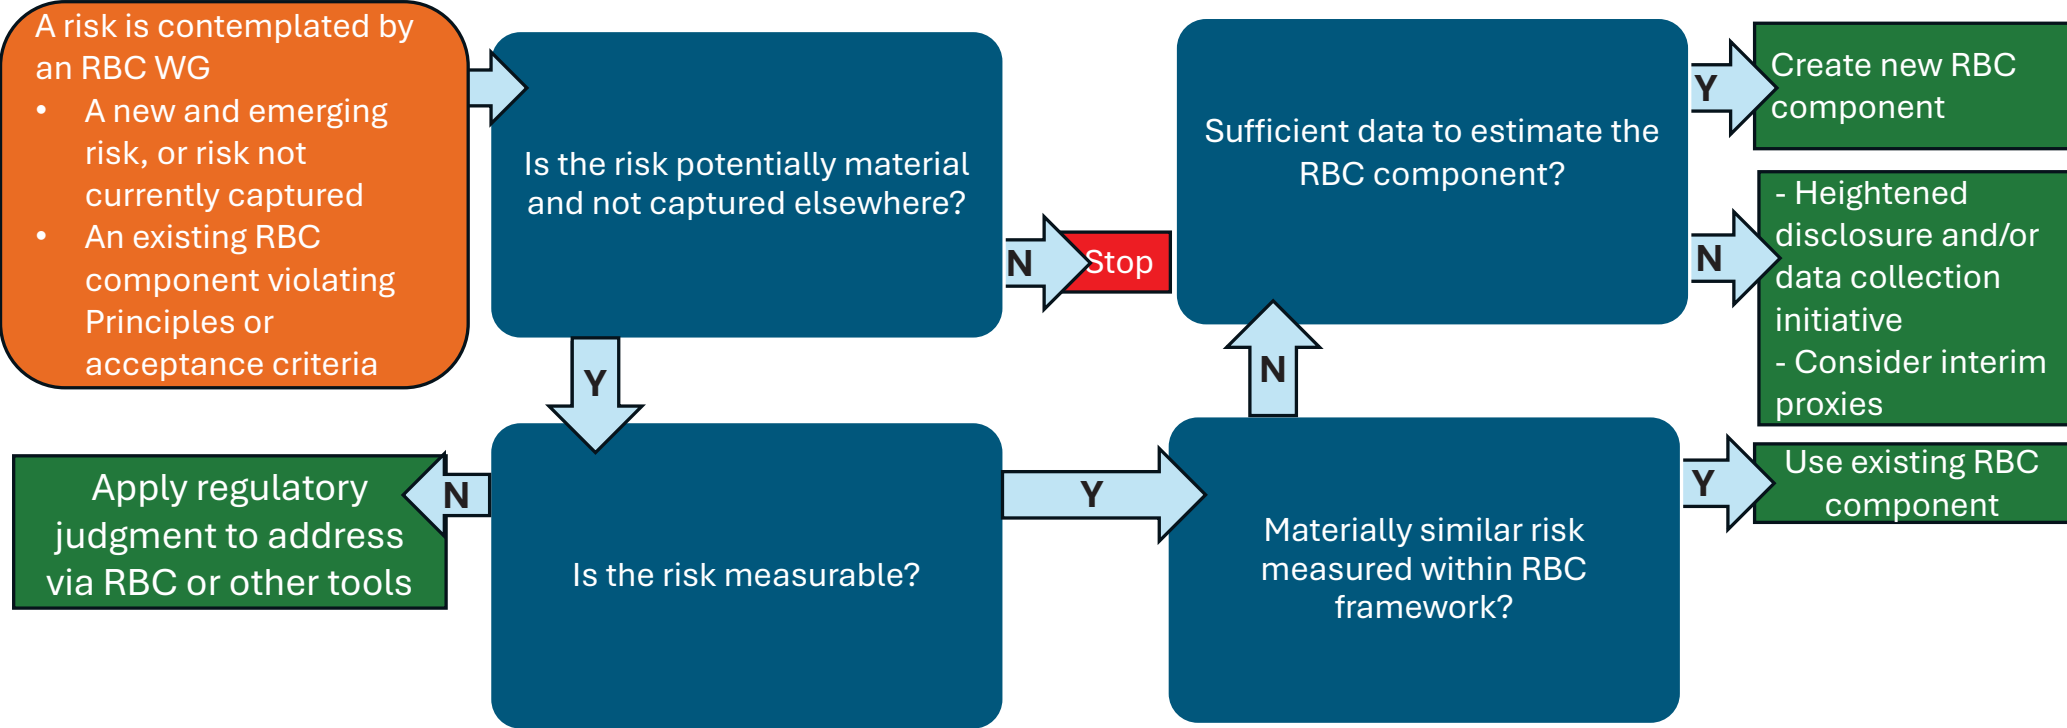 A risk is contemplated by
an RBC WG
• A new and emerging
risk, or risk not
currently captured
• An existing RBC
component violating
Principles or
acceptance criteria
Is the risk potentially material
and not captured elsewhere?
N
Stop
Y
Is the risk measurable?
N
Apply regulatory
judgment to address
via RBC or other tools
Y
Materially similar risk
measured within RBC
framework?
Y
Use existing RBC
component
N
Sufficient data to estimate the
RBC component?
Y
Create new RBC
component
N
- Heightened
disclosure and/or
data collection
initiative
- Consider interim
proxies